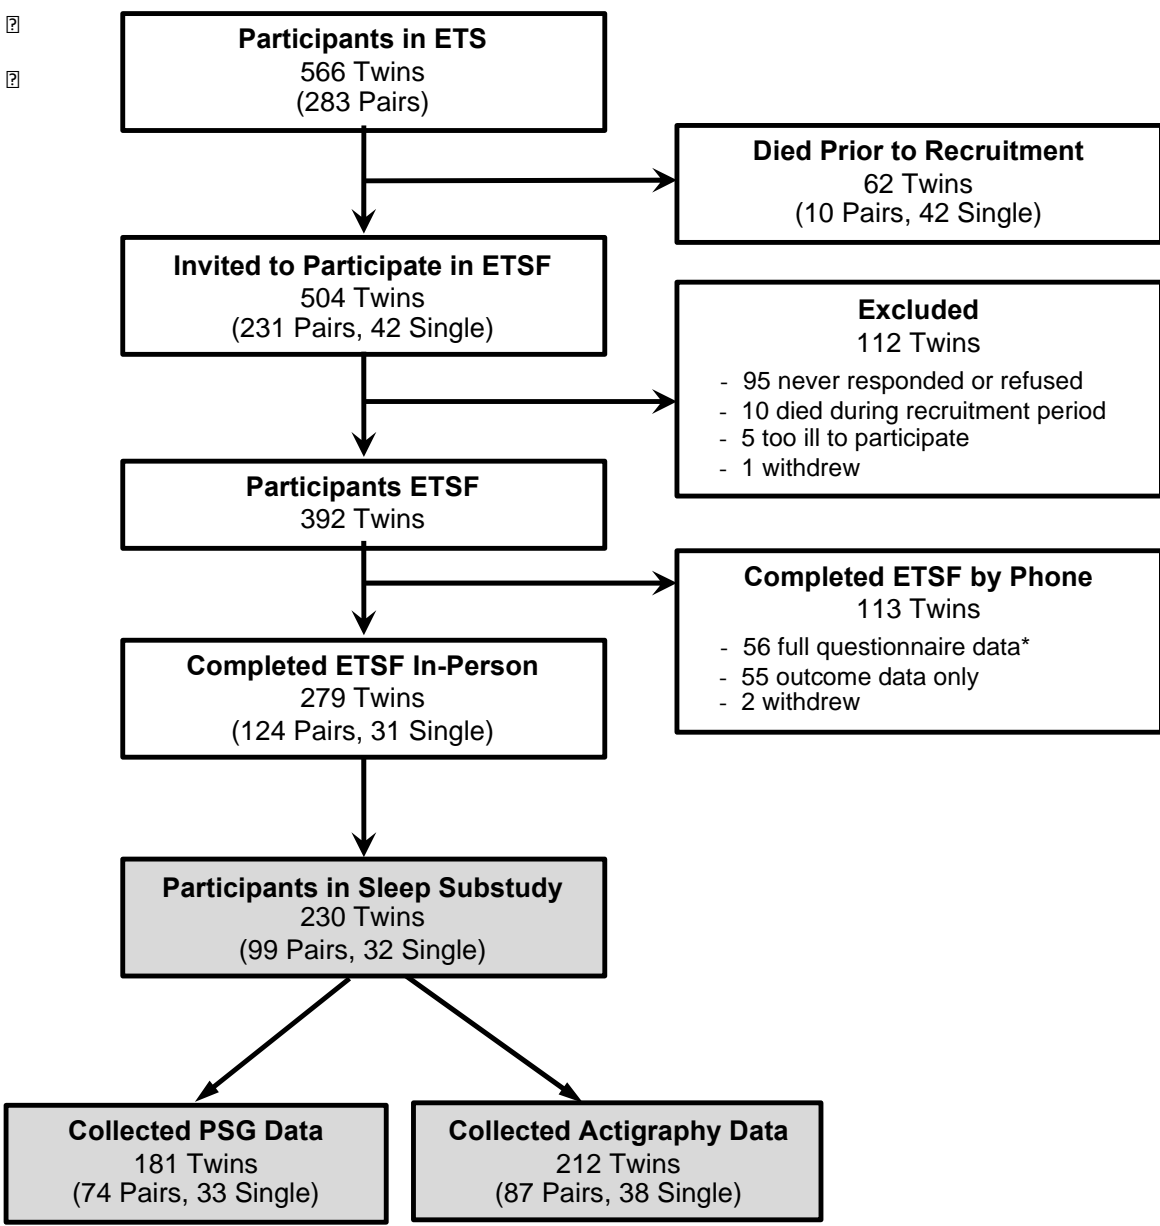 Participants in ETS
566 Twins
(283 Pairs)
Died Prior to Recruitment
62 Twins
(10 Pairs, 42 Single)
Invited to Participate in ETSF
504 Twins
(231 Pairs, 42 Single)
Excluded
112 Twins
- 95 never responded or refused
- 10 died during recruitment period
- 5 too ill to participate
- 1 withdrew
Participants ETSF
392 Twins
Completed ETSF by Phone
113 Twins
- 56 full questionnaire data*
- 55 outcome data only
- 2 withdrew
Completed ETSF In-Person
279 Twins
(124 Pairs, 31 Single)
Participants in Sleep Substudy
230 Twins
(99 Pairs, 32 Single)
Collected PSG Data
181 Twins
(74 Pairs, 33 Single)
Collected Actigraphy Data
212 Twins
(87 Pairs, 38 Single)